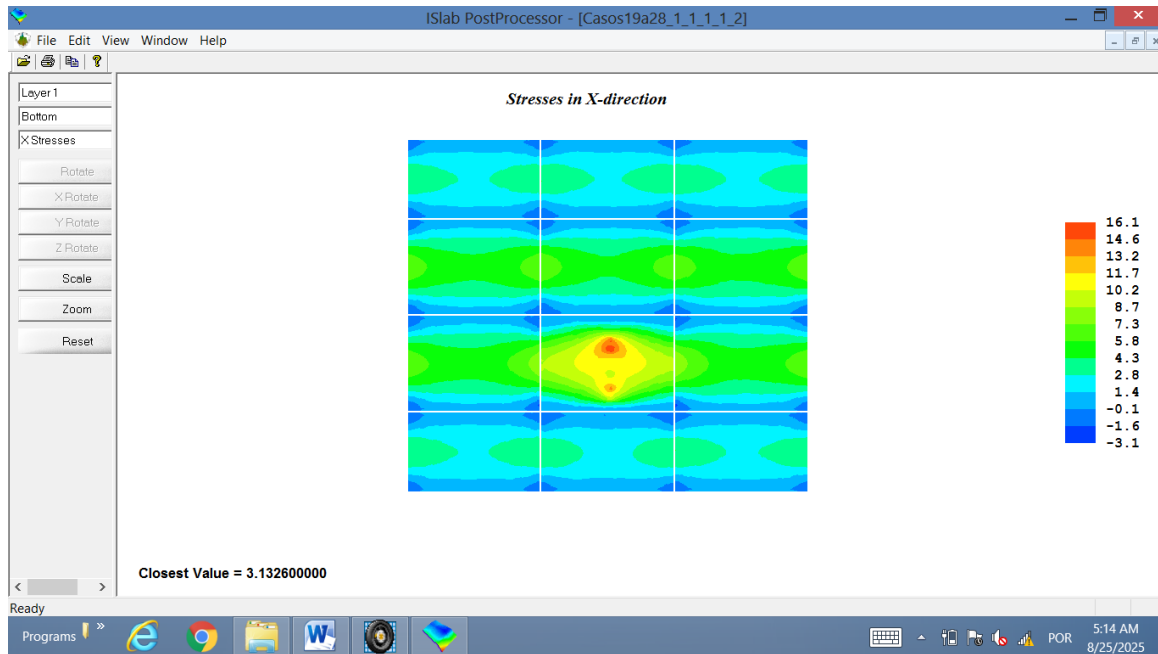 ISlab PostProcessor - [Casos19a28_1_1_1_1_2]
File Edit View Window Help
Layer 1
Bottom
X Stresses
Rotate
X Rotate
Y Rotate
Z Rotate
Scale
Zoom
Reset
Stresses in X-direction
16.1
14.6
13.2
11.7
10.2
8.7
7.3
5.8
4.3
2.8
1.4
-0.1
-1.6
-3.1
Closest Value = 3.132600000
Ready
Programs
POR
5:14 AM
8/25/2025